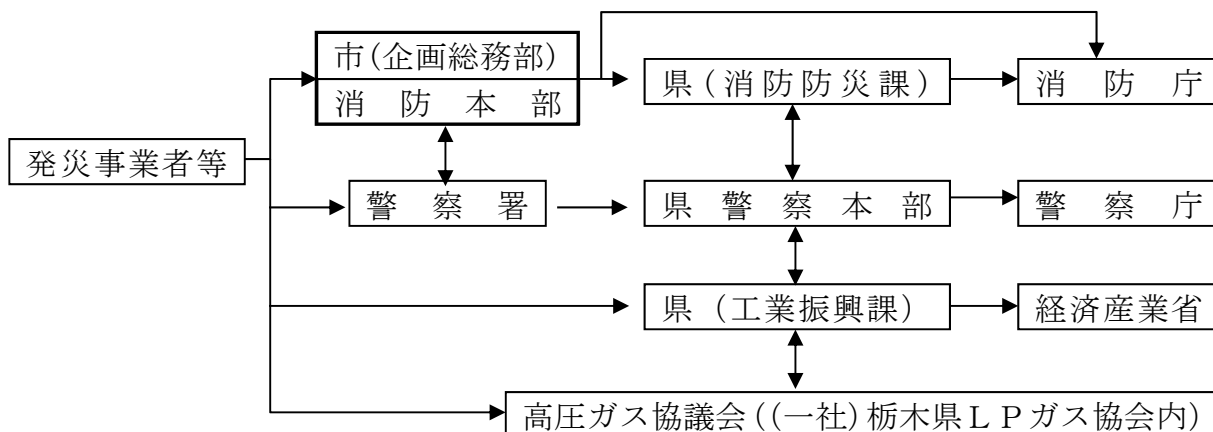 市(企画総務部)
消防本部
県(消防防災課)
消防庁
発災事業者等
警察署
県警察本部
警察庁
県(工業振興課)
経済産業省
高圧ガス協議会((一社)栃木県LPガス協会内)